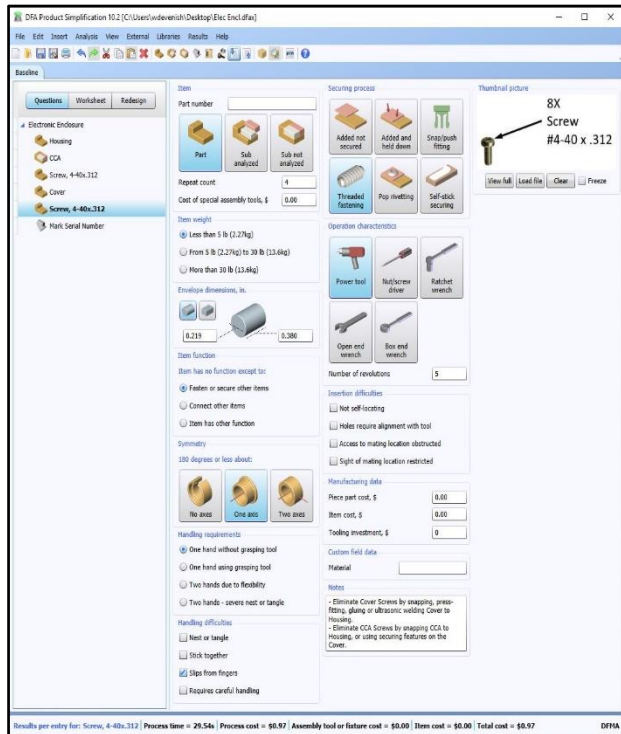 DFA Product Simplification 10.2 [C:\Users\wdevenish\Desktop\Elec Encl.dfax]
File Edit Insert Analysis View External Libraries Results Help
Baseline
Questions Worksheet Redesign
Electronic Enclosure
Housing
CCA
Screw, 4-40x.312
Cover
Screw, 4-40x.312
Mark Serial Number
Item
Part number
Part
Sub analyzed
Sub not analyzed
Repeat count 4
Cost of special assembly tools, $ 0.00
Item weight
Less than 5 lb (2.27kg)
From 5 lb (2.27kg) to 30 lb (13.6kg)
More than 30 lb (13.6kg)
Envelope dimensions, in.
0.219 0.380
Item function
Item has no function except to:
Fasten or secure other items
Connect other items
Item has other function
Symmetry
180 degrees or less about:
No axes One axis Two axes
Handling requirements
One hand without grasping tool
One hand using grasping tool
Two hands due to flexibility
Two hands - severe nest or tangle
Handling difficulties
Nest or tangle
Stick together
Slips from fingers
Requires careful handling
Securing process
Added not secured
Added and held down
Snap/push fitting
Threaded fastening
Pop rivetting
Self-stick securing
Operation characteristics
Power tool
Nut/screw driver
Ratchet wrench
Open end wrench
Box end wrench
Number of revolutions 5
Insertion difficulties
Not self-locating
Holes require alignment with tool
Access to mating location obstructed
Sight of mating location restricted
Manufacturing data
Piece part cost, $ 0.00
Item cost, $ 0.00
Tooling investment, $ 0
Custom field data
Material
Notes
- Eliminate Cover Screws by snapping, press-
fitting, gluing or ultrasonic welding Cover to
Housing.
- Eliminate CCA Screws by snapping CCA to
Housing, or using securing features on the
Cover.
Thumbnail picture
8X
Screw
#4-40 x .312
View full Load file Clear Freeze
Results per entry for: Screw, 4-40x.312 Process time = 29.54s Process cost = $0.97 Assembly tool or fixture cost = $0.00 Item cost = $0.00 Total cost = $0.97 DFMA